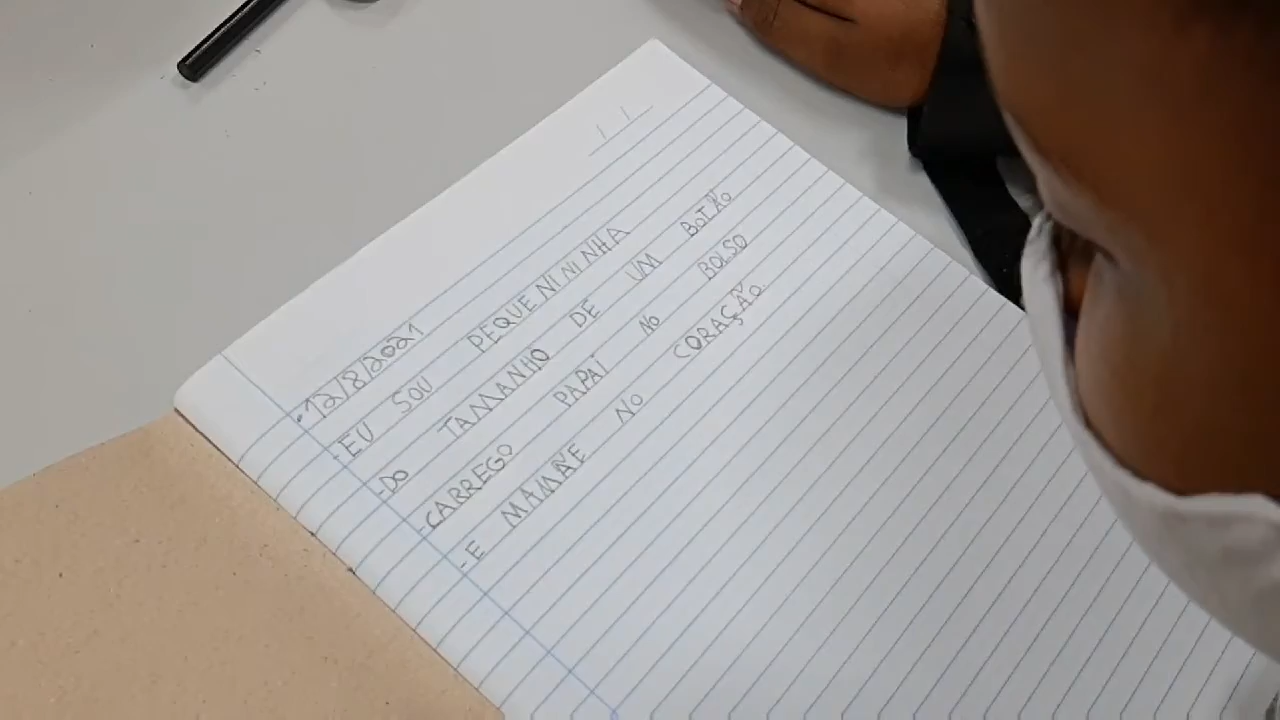 •12/8/2021
-EU SOU PEQUENININHA
-DO TAMANHO DE UM BOTÃO
-CARREGO PAPAI NO BOLSO
-E MAMÃE NO CORAÇÃO